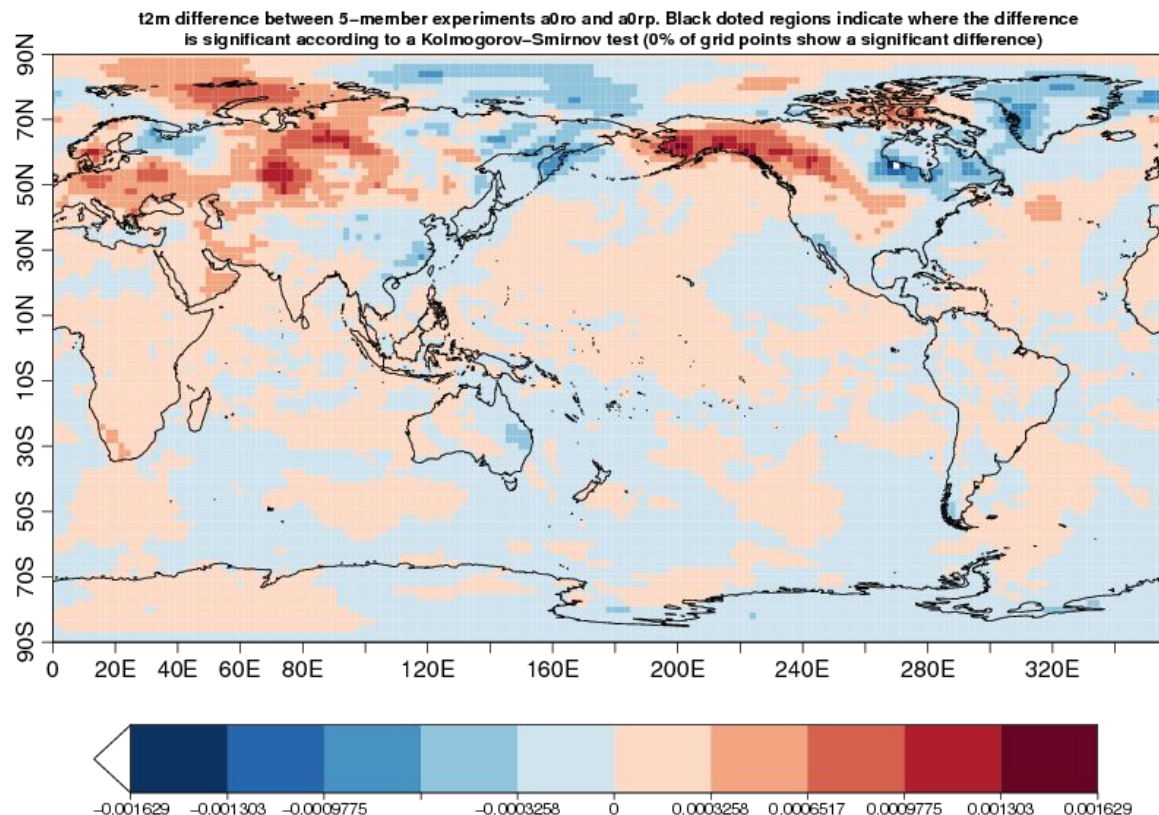 t2m difference between 5−member experiments a0ro and a0rp. Black doted regions indicate where the difference
is significant according to a Kolmogorov−Smirnov test (0% of grid points show a significant difference)
90N
70N
50N
30N
10N
10S
30S
50S
70S
90S
0 20E 40E 60E 80E 120E 160E 200E 240E 280E 320E
−0.001629 −0.001303 −0.0009775 −0.0003258 0 0.0003258 0.0006517 0.0009775 0.001303 0.001629